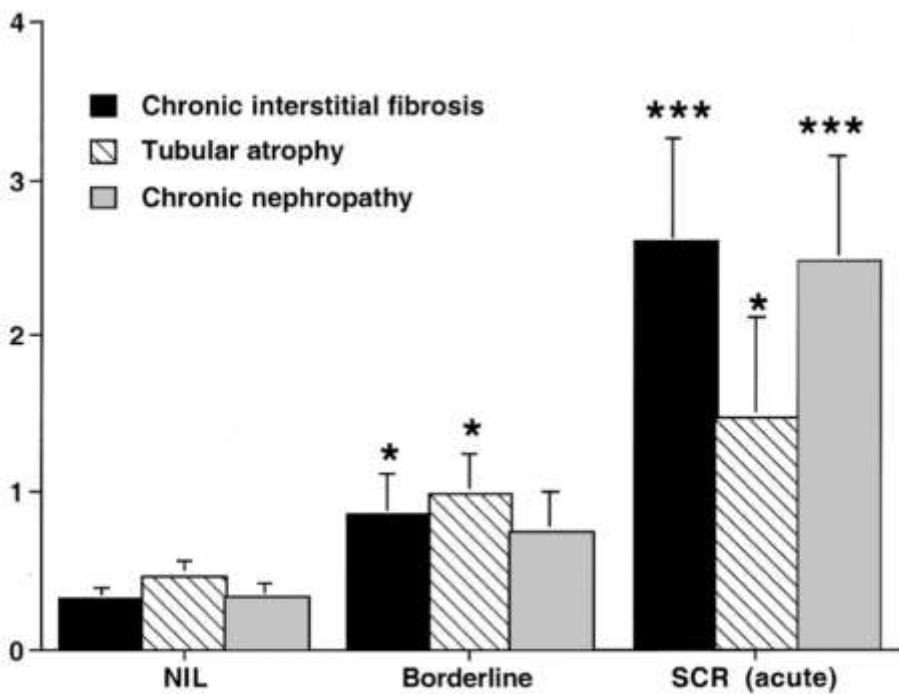 4
Chronic interstitial fibrosis
Tubular atrophy
Chronic nephropathy
***
***
3
*
2
*
*
1
0
NIL
Borderline
SCR (acute)